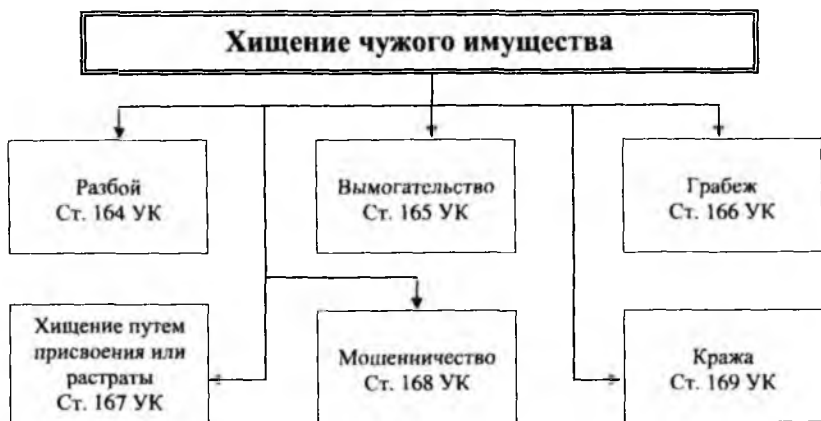 Хищение чужого имущества
Разбой
Ст. 164 УК
Вымогательство
Ст. 165 УК
Грабеж
Ст. 166 УК
Хищение путем
присвоения или
растраты
Ст. 167 УК
Мошенничество
Ст. 168 УК
Кража
Ст. 169 УК